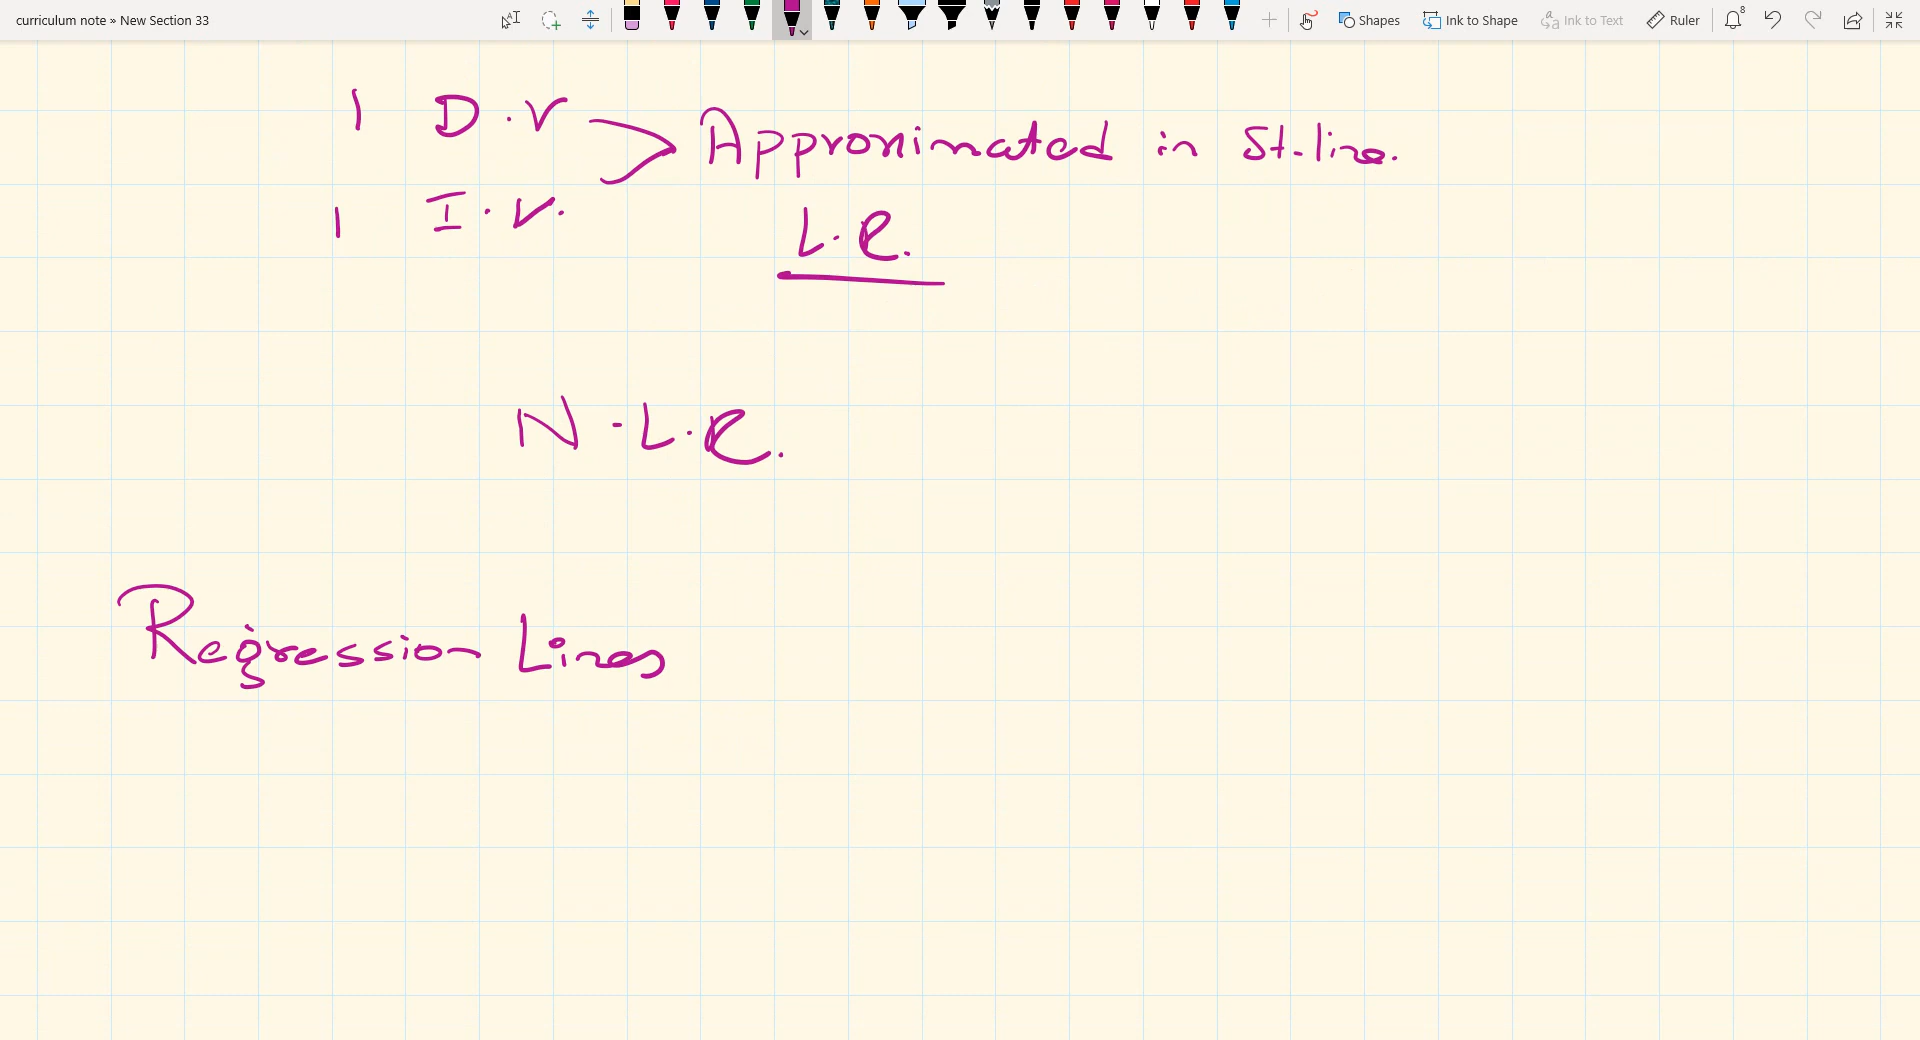 curriculum note » New Section 33
Shapes Ink to Shape Ink to Text Ruler 8
1 D.V Approximated in St-line.
1 I.V.
L.R.
N-L.R.
Regression Lines